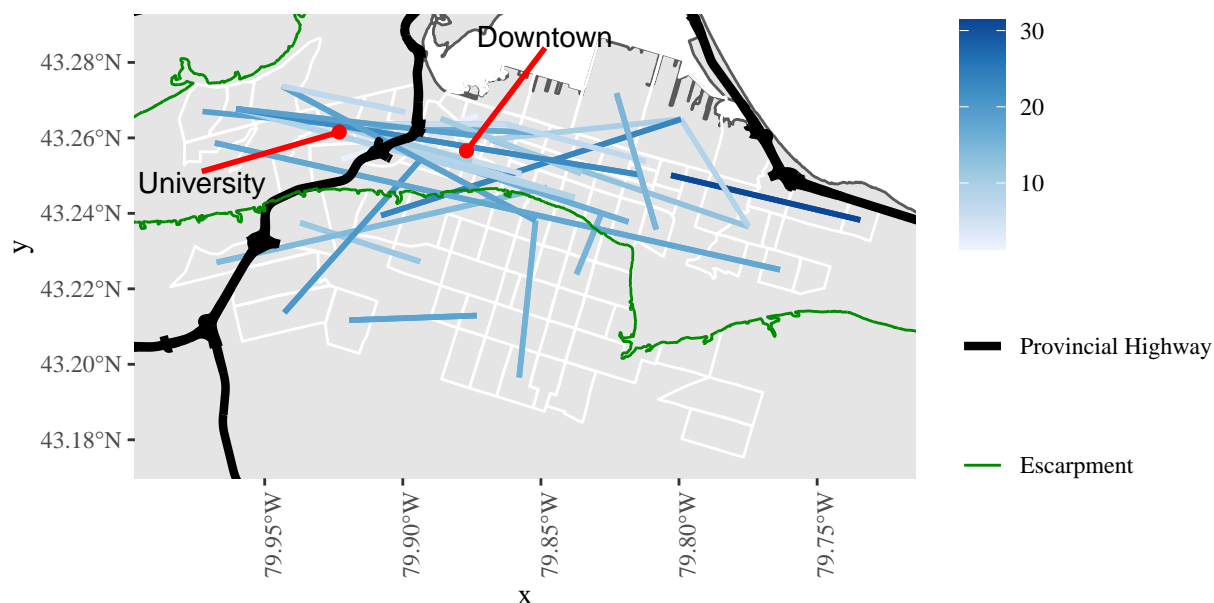 Downtown
University
43.28°N
43.26°N
43.24°N
43.22°N
43.20°N
43.18°N
y
79.95°W
79.90°W
79.85°W
79.80°W
79.75°W
x
30
20
10
Provincial Highway
Escarpment